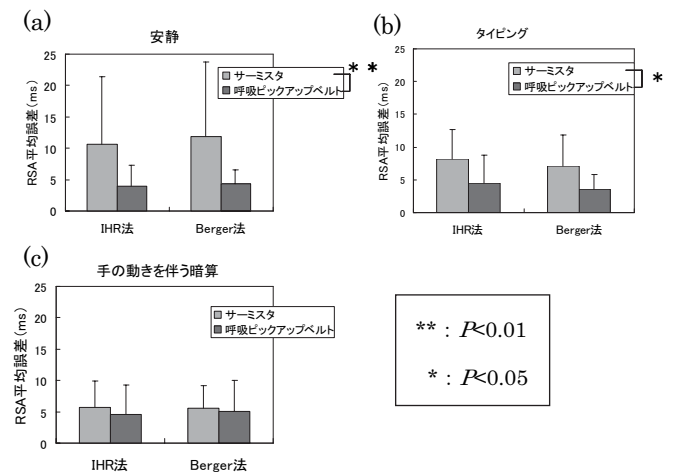 (a)
安静
RSA平均誤差(ms)
25
20
15
10
5
0
サーミスタ
呼吸ピックアップベルト
**
IHR法
Berger法
(b)
タイピング
RSA平均誤差(ms)
25
20
15
10
5
0
サーミスタ
呼吸ピックアップベルト
*
IHR法
Berger法
(c)
手の動きを伴う暗算
RSA平均誤差(ms)
25
20
15
10
5
0
サーミスタ
呼吸ピックアップベルト
IHR法
Berger法
** : P<0.01
* : P<0.05